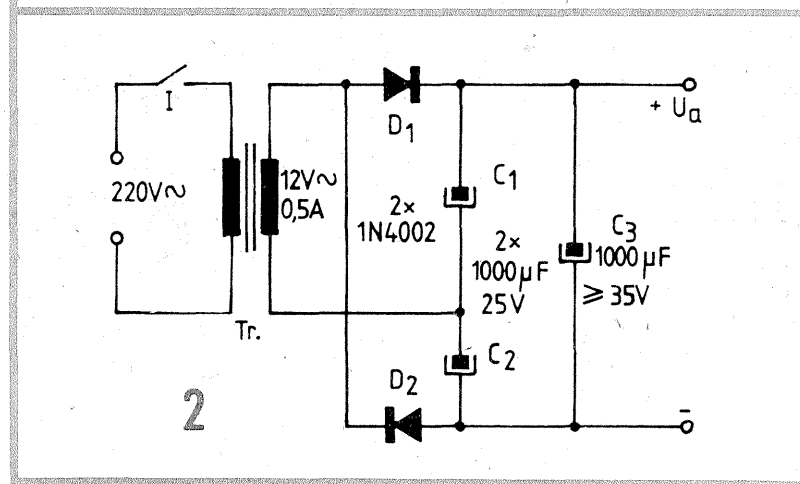 I
220V~
Tr.
12V~
0,5A
D1
2×
1N4002
D2
C1
2×
1000µF
25V
C2
C3
1000µF
≥ 35V
+ Ua
-
2